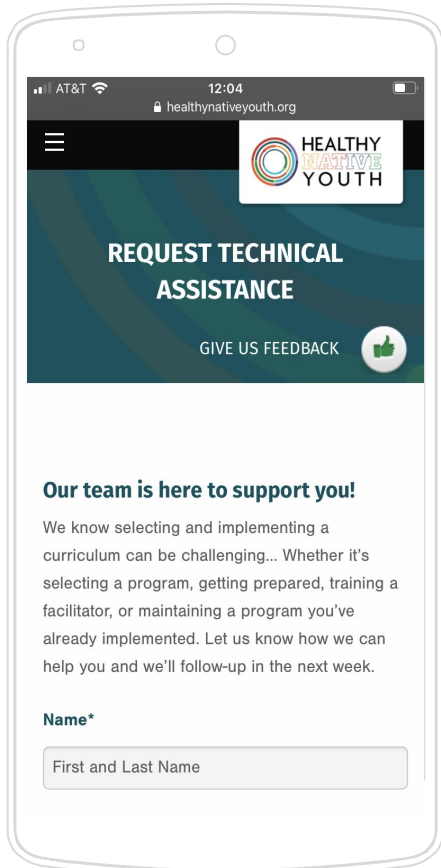 AT&T 12:04
healthynativeyouth.org
HEALTHY
NATIVE
YOUTH
REQUEST TECHNICAL
ASSISTANCE
GIVE US FEEDBACK
Our team is here to support you!
We know selecting and implementing a
curriculum can be challenging... Whether it's
selecting a program, getting prepared, training a
facilitator, or maintaining a program you've
already implemented. Let us know how we can
help you and we'll follow-up in the next week.
Name*
First and Last Name